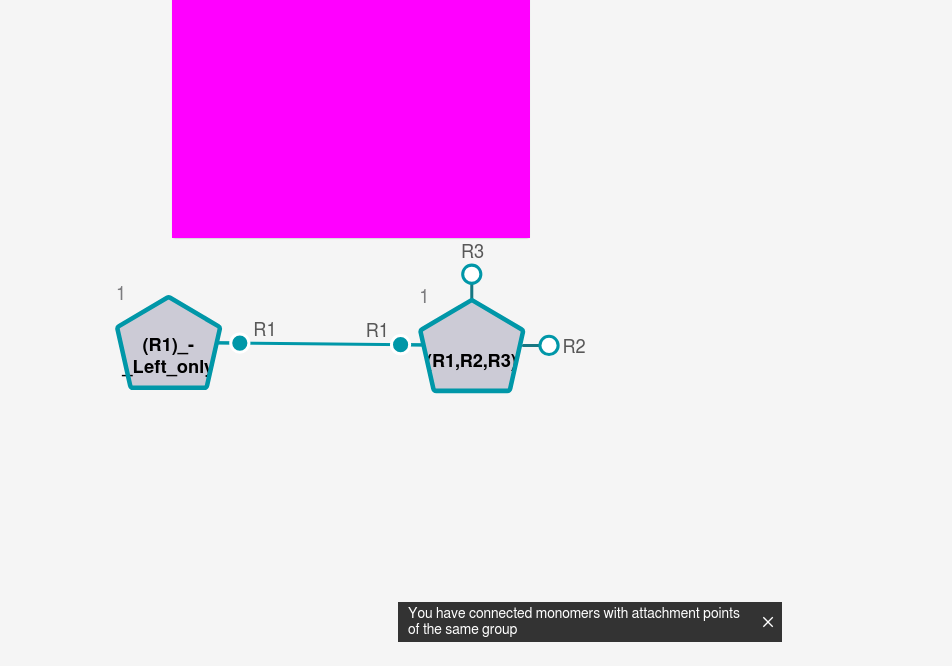 R3
1
1
R1
R1
(R1)_-
_Left_only
R2
(R1,R2,R3)
You have connected monomers with attachment points
of the same group